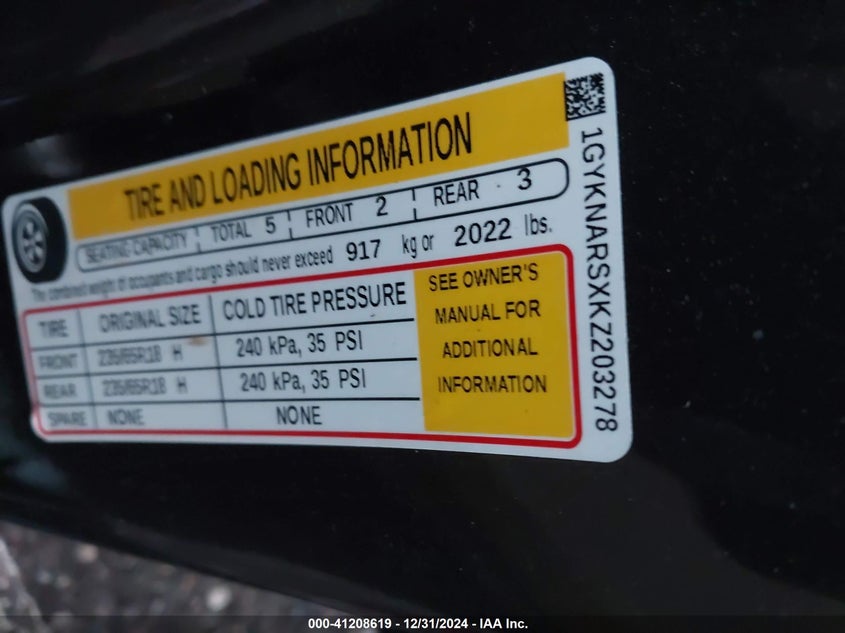 TIRE AND LOADING INFORMATION
SEATING CAPACITY TOTAL 5 FRONT 2 REAR 3
The combined weight of occupants and cargo should never exceed 917 kg or 2022 lbs.
TIRE ORIGINAL SIZE COLD TIRE PRESSURE
FRONT 235/65R18 H 240 kPa, 35 PSI
REAR 235/65R18 H 240 kPa, 35 PSI
SPARE NONE NONE
SEE OWNER'S
MANUAL FOR
ADDITIONAL
INFORMATION
1GYKNARSXKZ203278
000-41208619 - 12/31/2024 - IAA Inc.